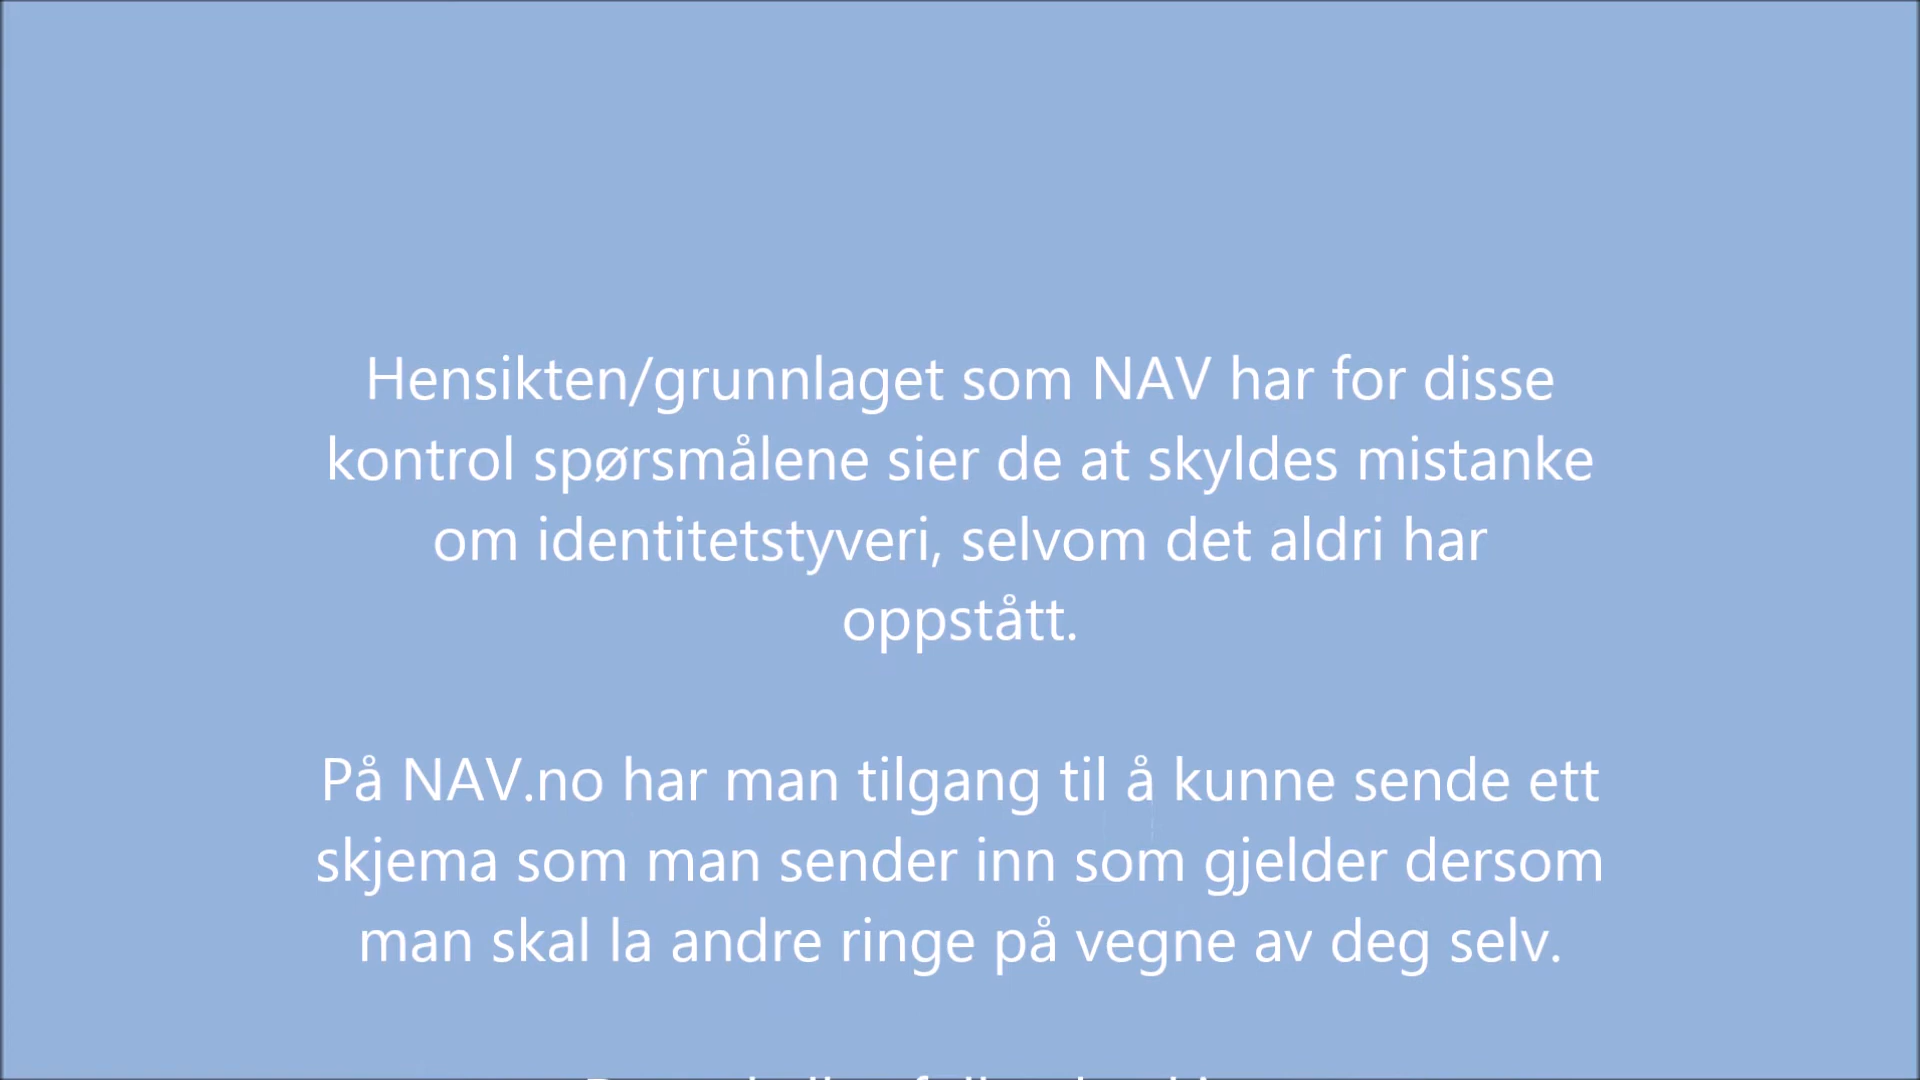 Hensikten/grunnlaget som NAV har for disse
kontrol spørsmålene sier de at skyldes mistanke
om identitetstyveri, selvom det aldri har
oppstått.
På NAV.no har man tilgang til å kunne sende ett
skjema som man sender inn som gjelder dersom
man skal la andre ringe på vegne av deg selv.